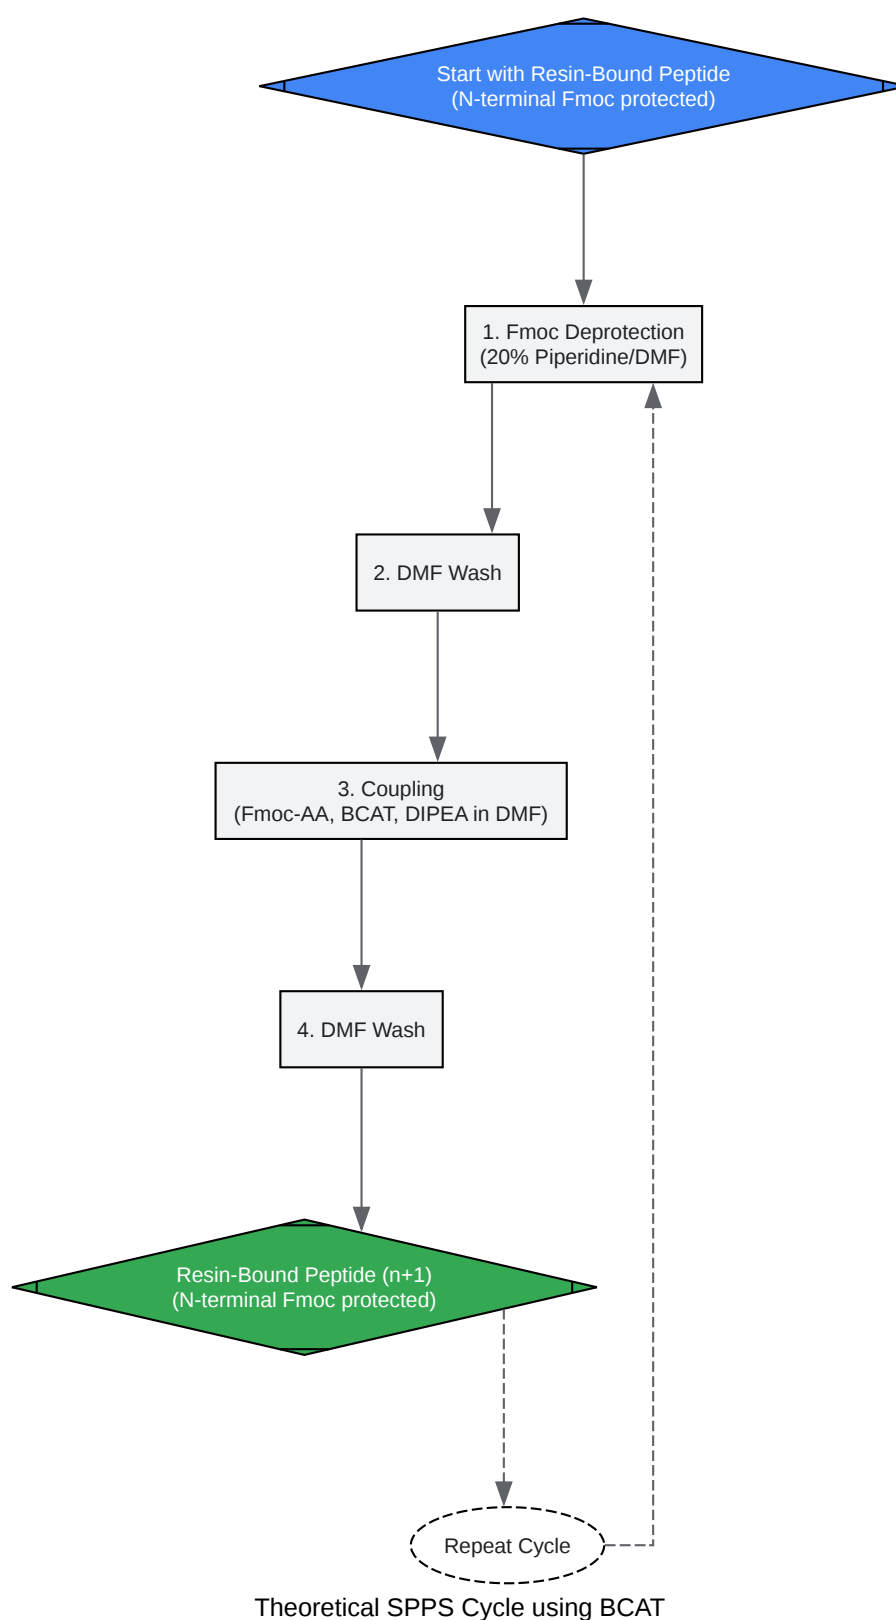 Start with Resin-Bound Peptide
(N-terminal Fmoc protected)
1. Fmoc Deprotection
(20% Piperidine/DMF)
2. DMF Wash
3. Coupling
(Fmoc-AA, BCAT, DIPEA in DMF)
4. DMF Wash
Resin-Bound Peptide (n+1)
(N-terminal Fmoc protected)
Repeat Cycle
Theoretical SPPS Cycle using BCAT